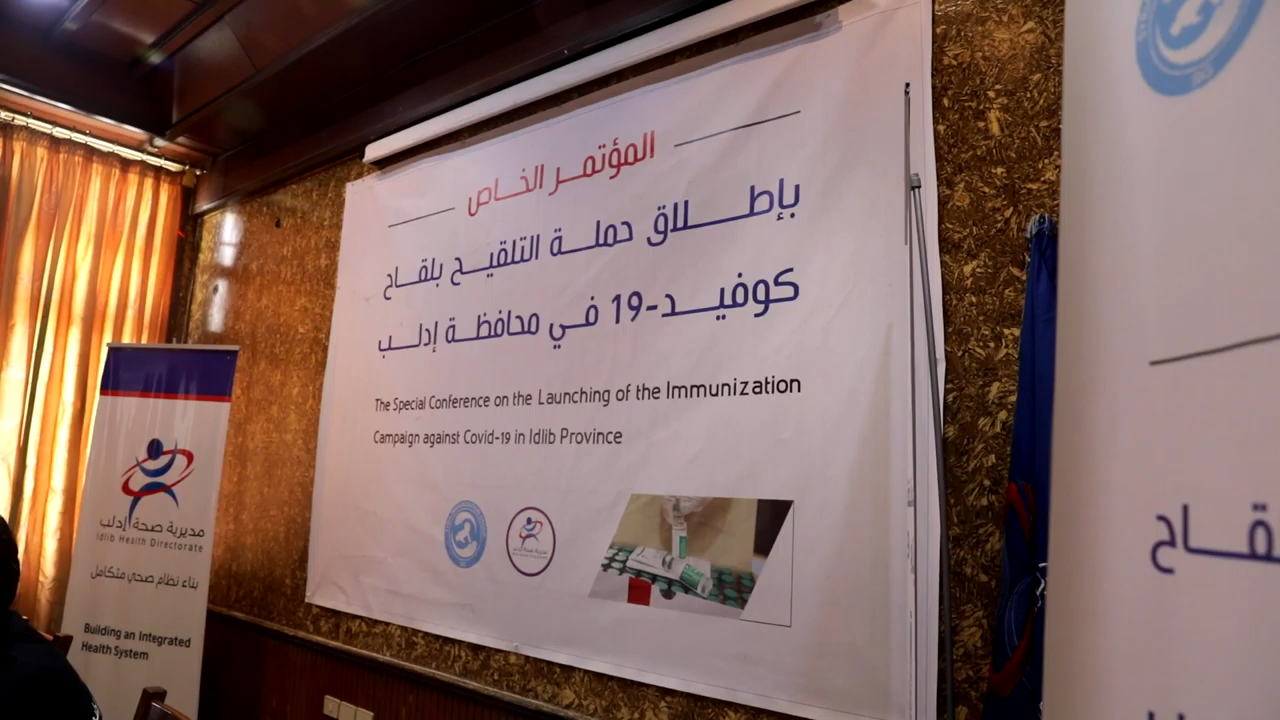 المؤتمر الخاص
بإطلاق حملة التلقيح بلقاح
كوفيد-19 في محافظة إدلب
The Special Conference on the Launching of the Immunization
Campaign against Covid-19 in Idlib Province
مديرية صحة إدلب
Idlib Health Directorate
بناء نظام صحي متكامل
Building an Integrated
Health System